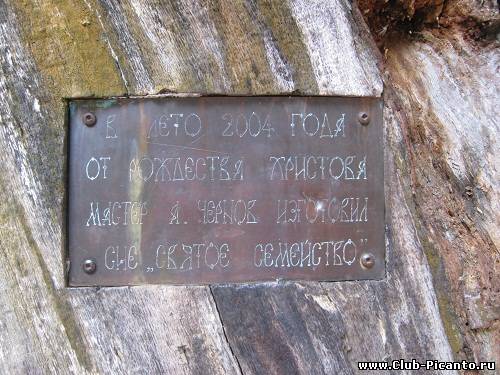 В ЛЕТО 2004 ГОДА
ОТ РОЖДЕСТВА ХРИСТОВА
МАСТЕР А. ЧЕРНОВ ИЗГОТОВИЛ
СИЕ „СВЯТОЕ СЕМЕЙСТВО"
www.Club-Picanto.ru